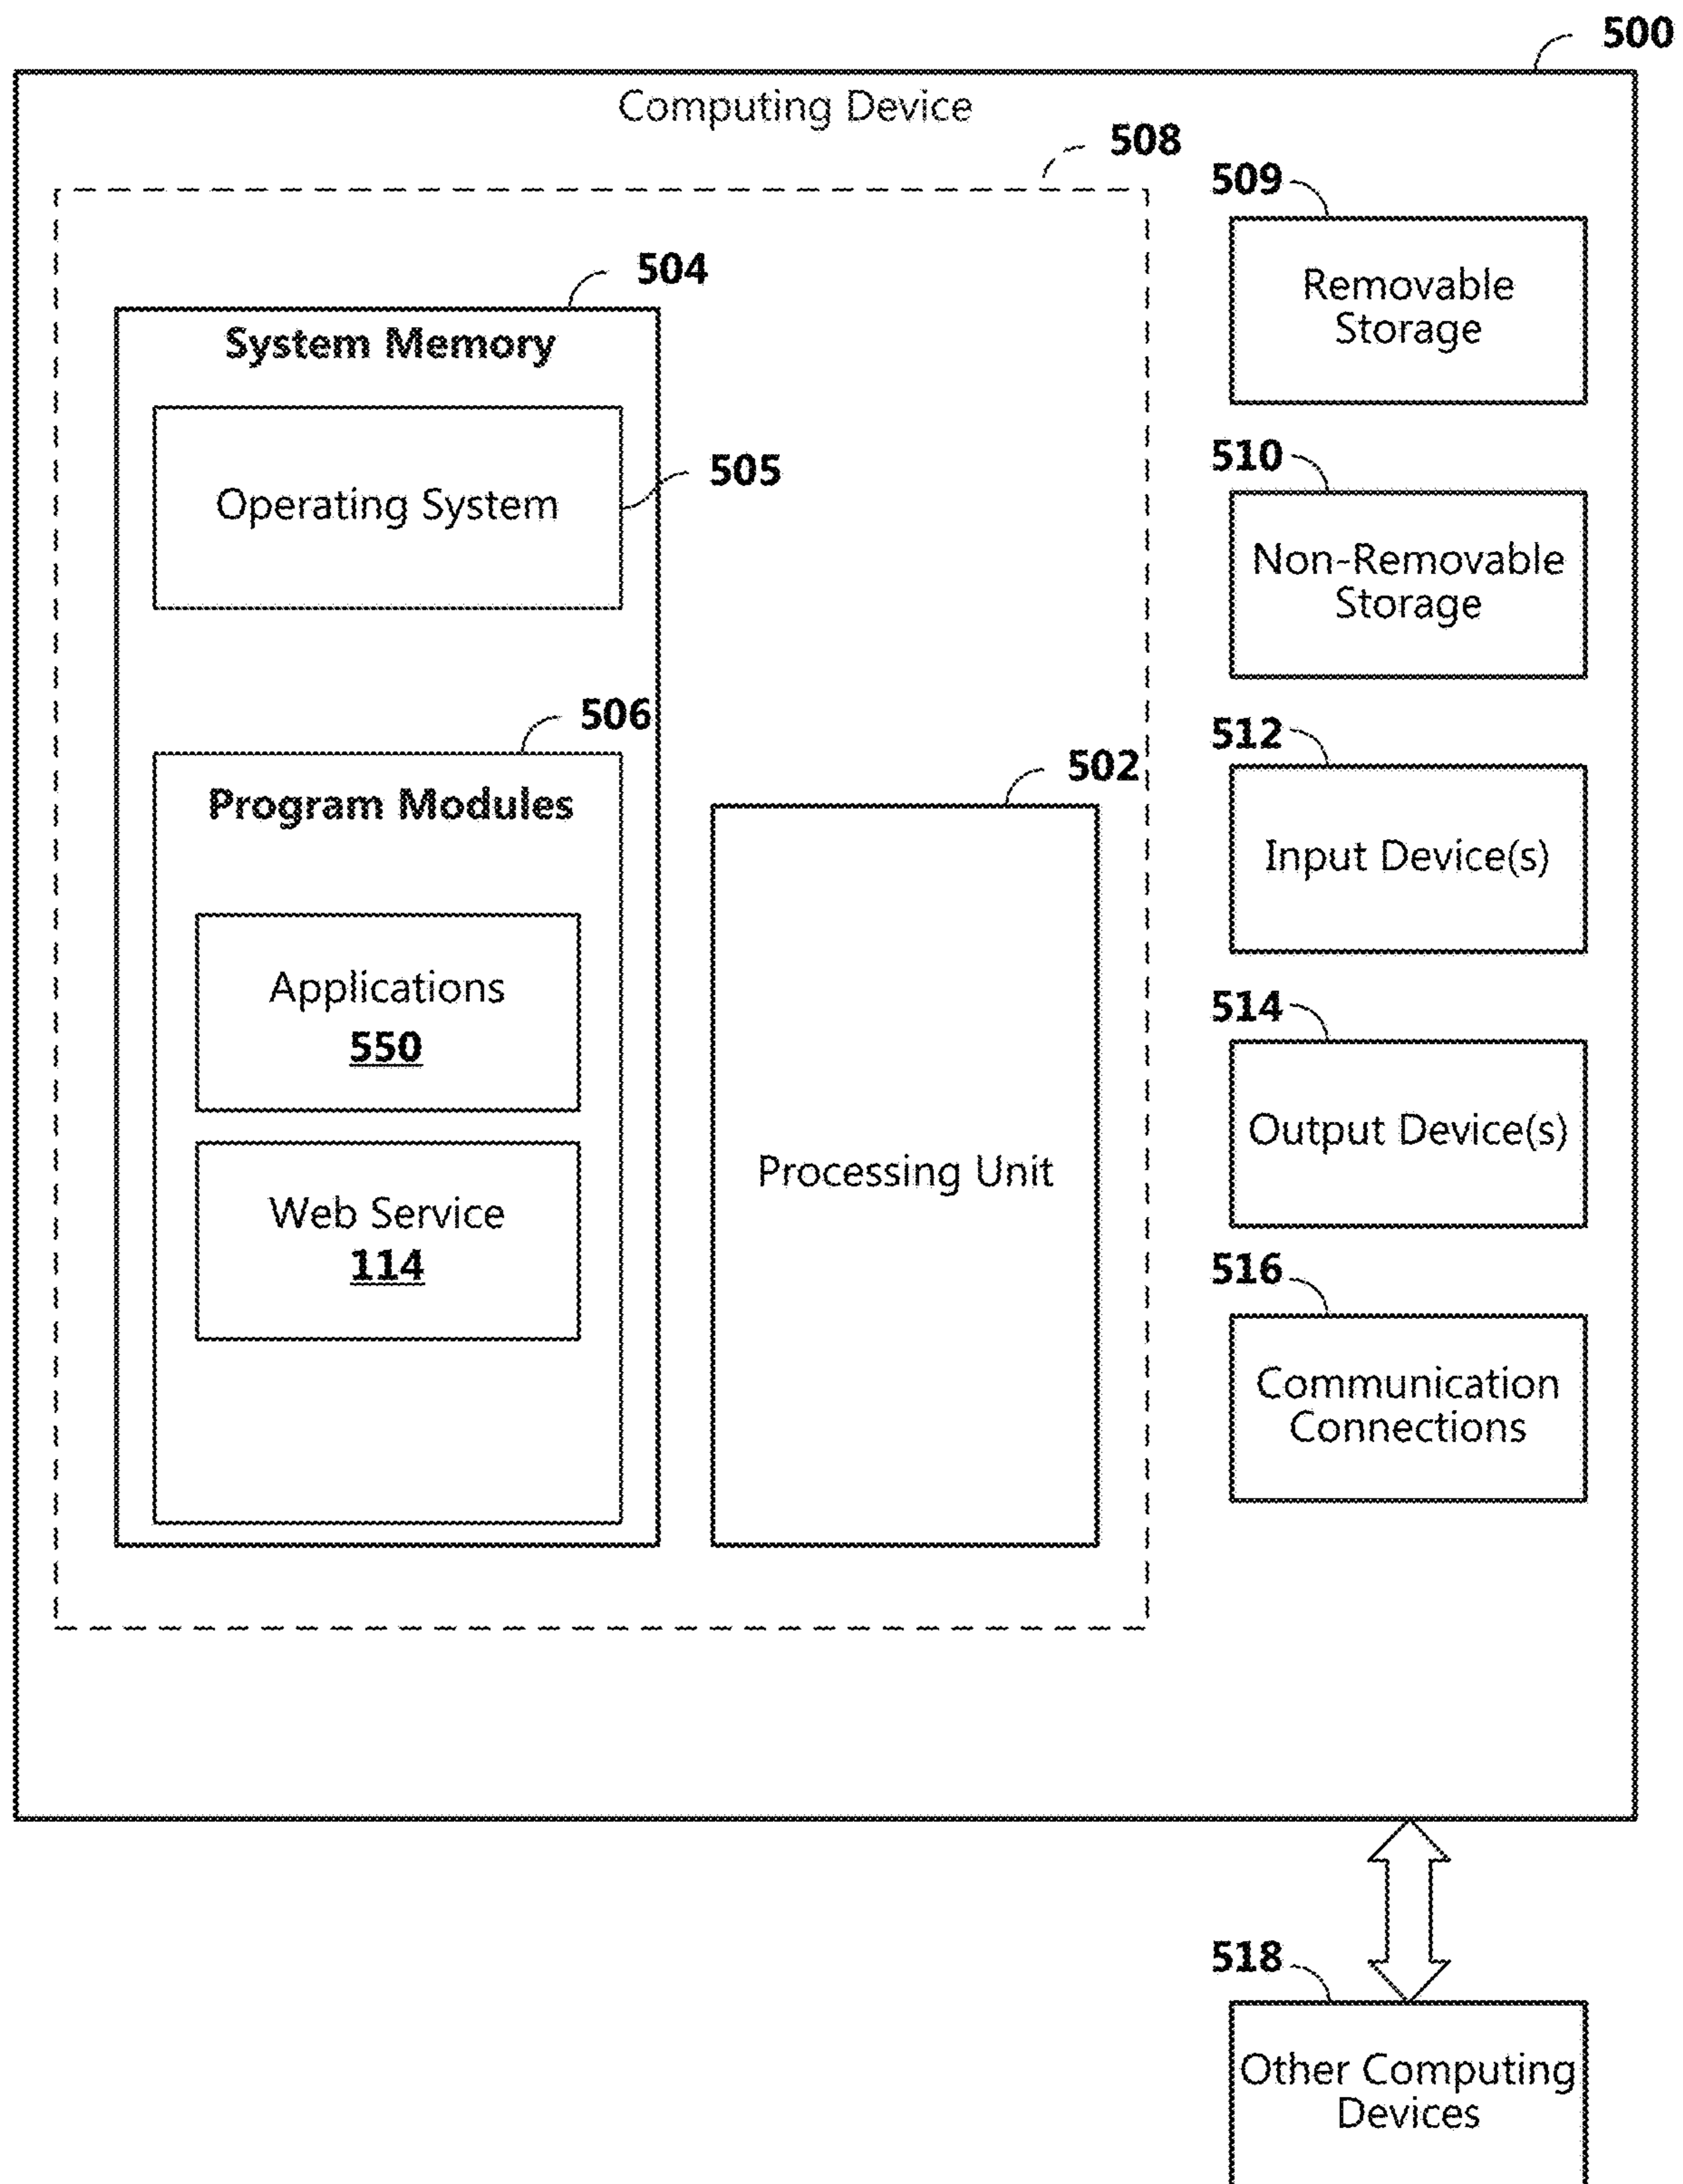 500
Computing Device
508
509
Removable
Storage
504
System Memory
Operating System
505
510
Non-Removable
Storage
506
Program Modules
502
512
Input Device(s)
Applications
550
514
Output Device(s)
Web Service
114
Processing Unit
516
Communication
Connections
518
Other Computing
Devices